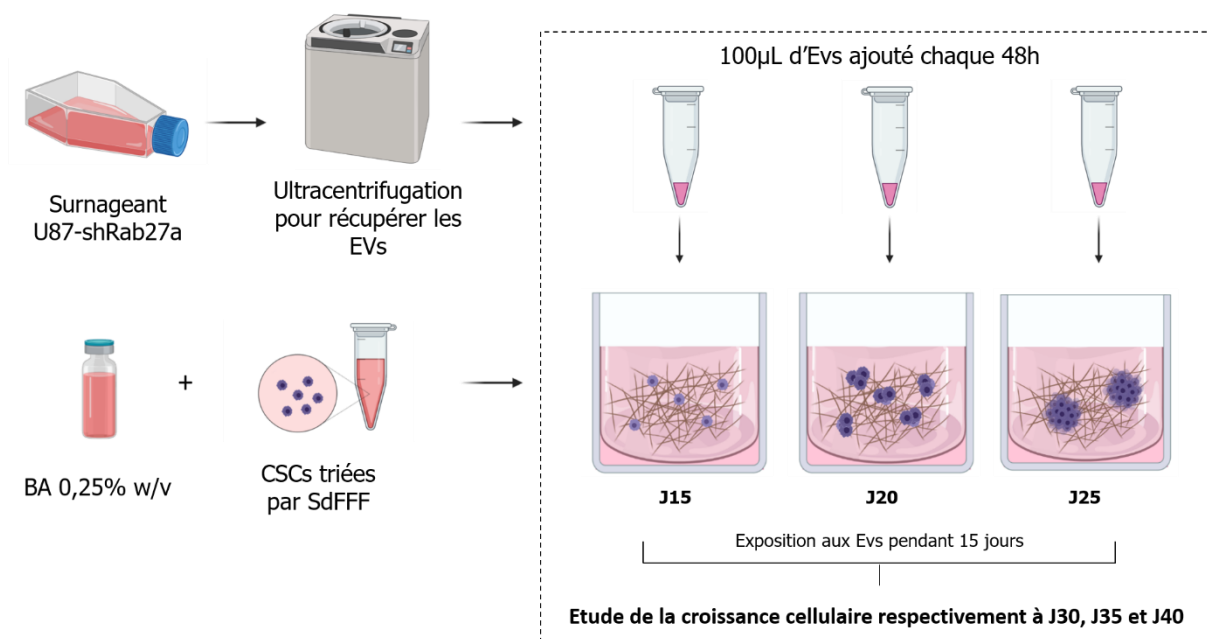 Surnageant
U87-shRab27a
Ultracentrifugation
pour récupérer les
EVs
BA 0,25% w/v
+
CSCs triées
par SdFFF
100µL d'Evs ajouté chaque 48h
J15
J20
J25
Exposition aux Evs pendant 15 jours
Etude de la croissance cellulaire respectivement à J30, J35 et J40